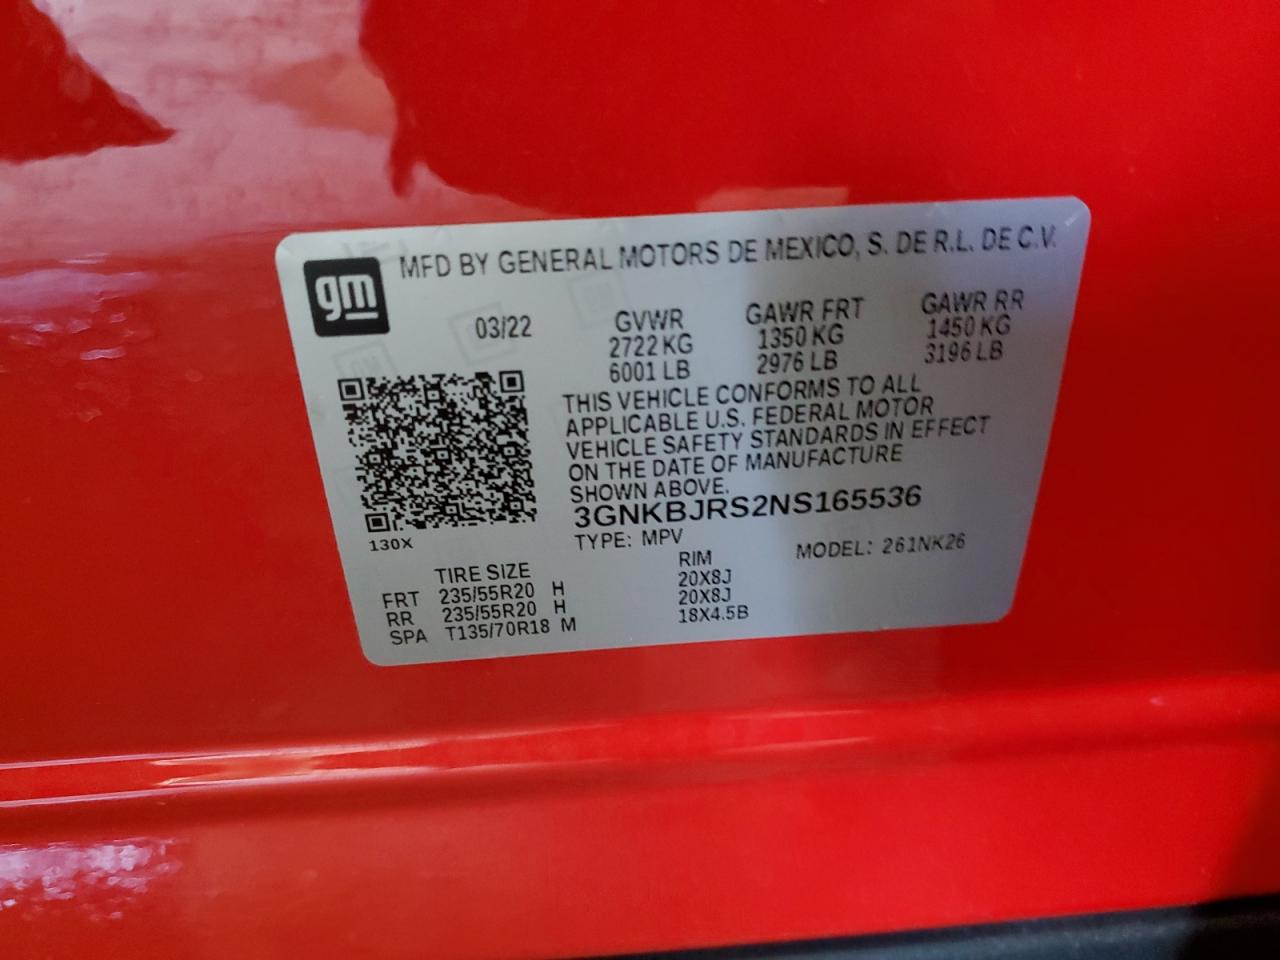 MFD BY GENERAL MOTORS DE MEXICO, S. DE R.L. DE C.V.
gm
03/22
GVWR
2722 KG
6001 LB
GAWR FRT
1350 KG
2976 LB
GAWR RR
1450 KG
3196 LB
THIS VEHICLE CONFORMS TO ALL
APPLICABLE U.S. FEDERAL MOTOR
VEHICLE SAFETY STANDARDS IN EFFECT
ON THE DATE OF MANUFACTURE
SHOWN ABOVE.
3GNKBJRS2NS165536
130X
TYPE: MPV
MODEL: 261NK26
TIRE SIZE RIM
FRT 235/55R20 H 20X8J
RR 235/55R20 H 20X8J
SPA T135/70R18 M 18X4.5B